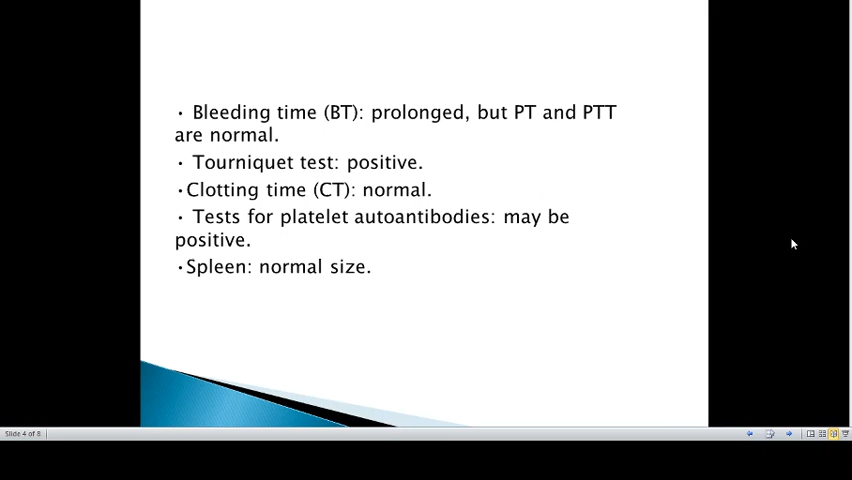 • Bleeding time (BT): prolonged, but PT and PTT
are normal.
• Tourniquet test: positive.
•Clotting time (CT): normal.
• Tests for platelet autoantibodies: may be
positive.
•Spleen: normal size.
Slide 4 of 8